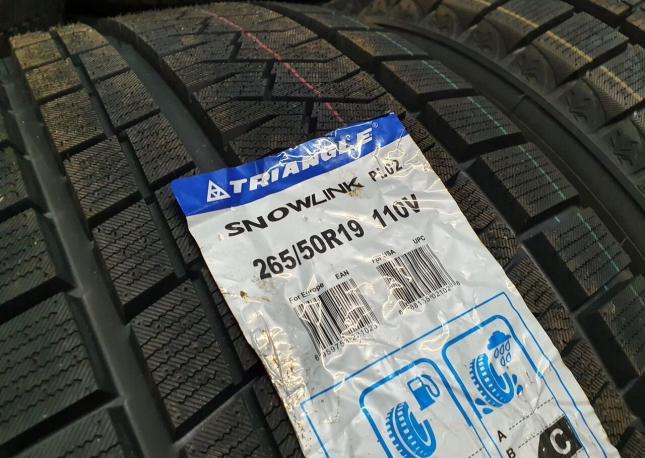 TRIANGLE®
SNOWLINK PL02
265/50R19 110V
For Europe EAN
For USA UPC
A
B
C